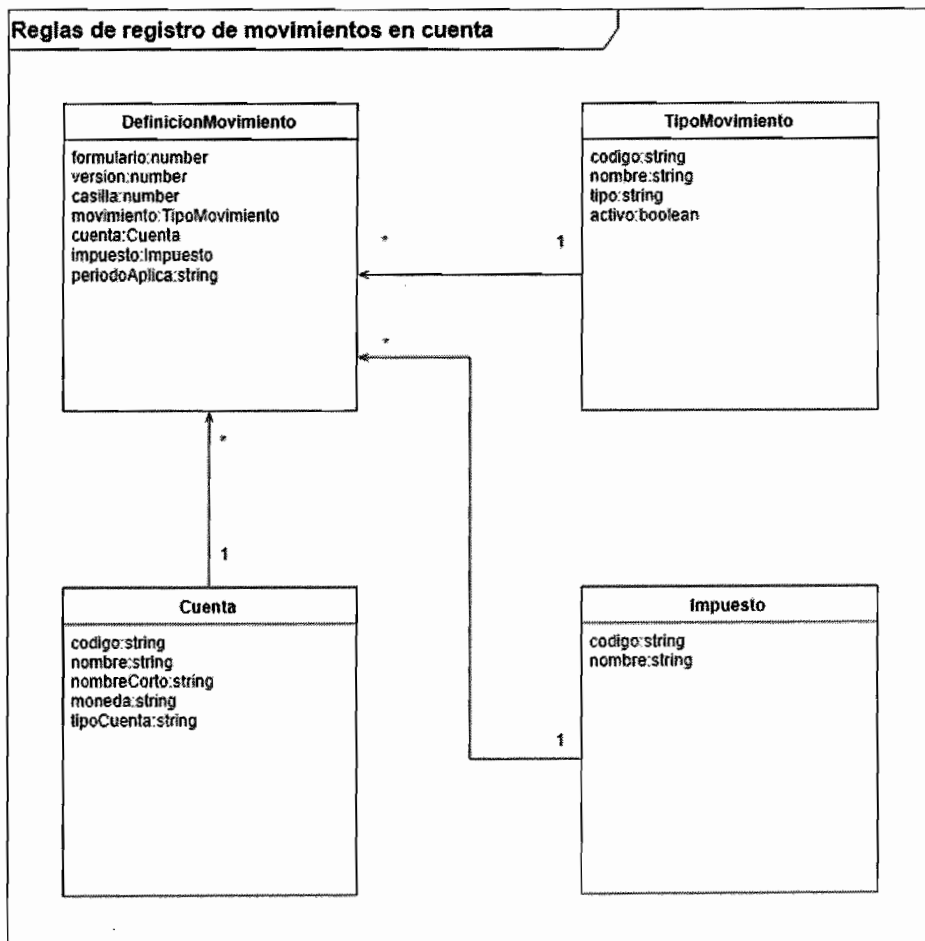 Reglas de registro de movimientos en cuenta
DefinicionMovimiento
formulario:number
version:number
casilla:number
movimiento:TipoMovimiento
cuenta:Cuenta
impuesto:Impuesto
periodoAplica:string
TipoMovimiento
codigo:string
nombre:string
tipo:string
activo:boolean
*
1
*
*
1
1
Cuenta
codigo:string
nombre:string
nombreCorto:string
moneda:string
tipoCuenta:string
Impuesto
codigo:string
nombre:string